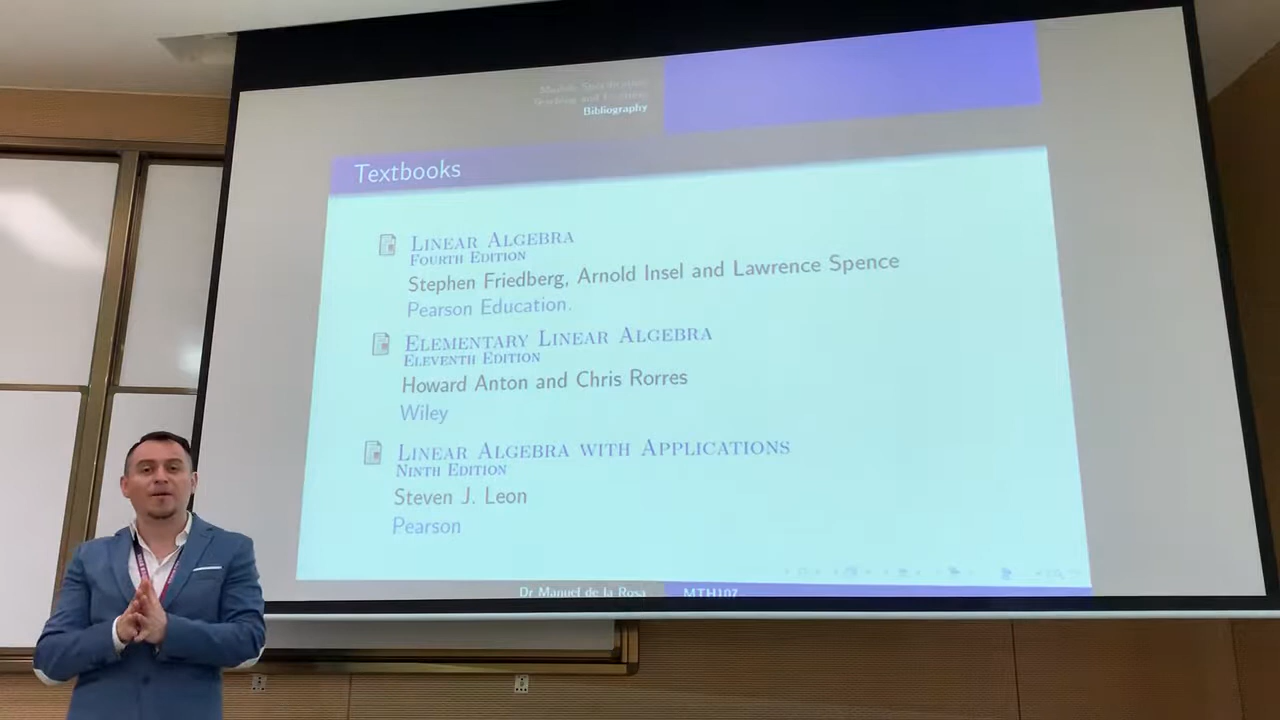 Bibliography
Textbooks
LINEAR ALGEBRA
FOURTH EDITION
Stephen Friedberg, Arnold Insel and Lawrence Spence
Pearson Education.
ELEMENTARY LINEAR ALGEBRA
ELEVENTH EDITION
Howard Anton and Chris Rorres
Wiley
LINEAR ALGEBRA WITH APPLICATIONS
NINTH EDITION
Steven J. Leon
Pearson
Dr Manuel de la Rosa
MTH107